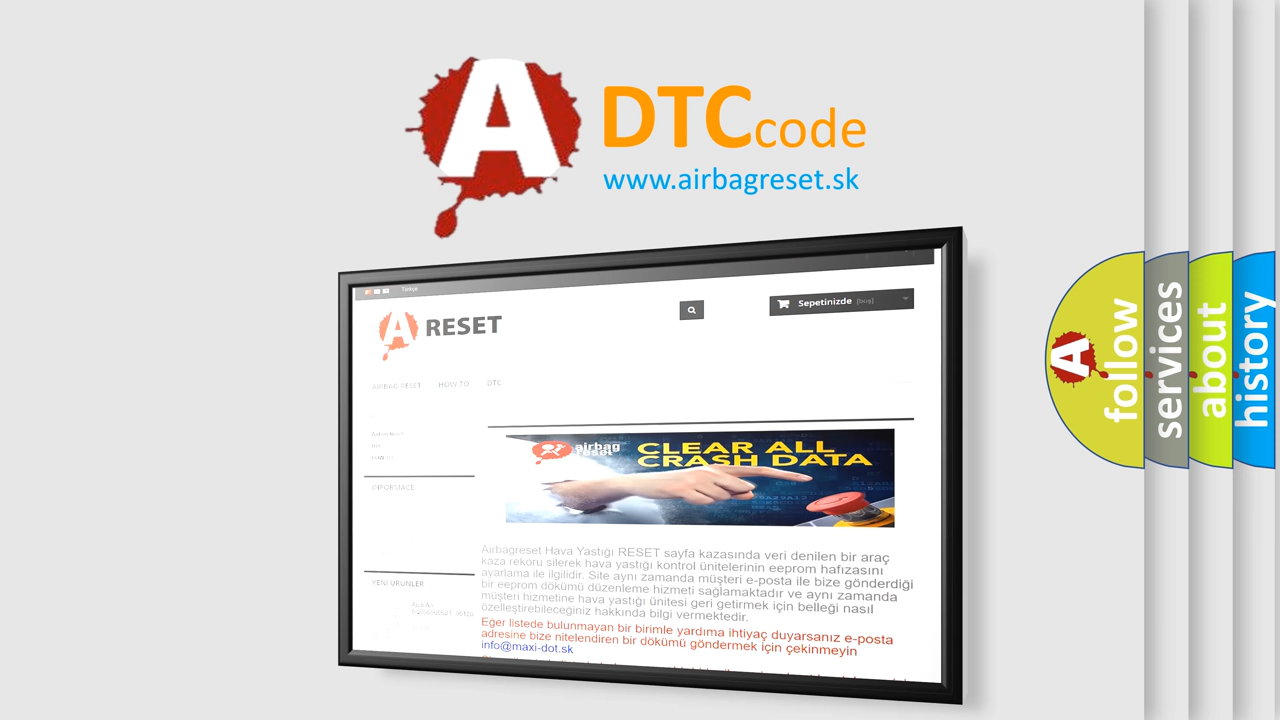 A DTCcode
www.airbagreset.sk
Türkçe
A RESET
Sepetinizde (boş)
AIRBAG RESET HOW TO DTC
airbag
reset
CLEAR ALL
CRASH DATA
YENI ÜRÜNLER
Airbagreset Hava Yastığı RESET sayfa kazasında veri denilen bir araç
kaza rekoru silerek hava yastığı kontrol ünitelerinin eeprom hafızasını
ayarlama ile ilgilidir. Site aynı zamanda müşteri e-posta ile bize gönderdiği
bir eeprom dökümü düzenleme hizmeti sağlamaktadır ve aynı zamanda
müşteri hizmetine hava yastığı ünitesi geri getirmek için belleği nasıl
özelleştirebileceğiniz hakkında bilgi vermektedir.
Eger listede bulunmayan bir birimle yardıma ihtiyaç duyarsanız e-posta
adresine bize nitelendiren bir dökümü göndermek için çekinmeyin
info@maxi-dot.sk
A follow
services
about
history